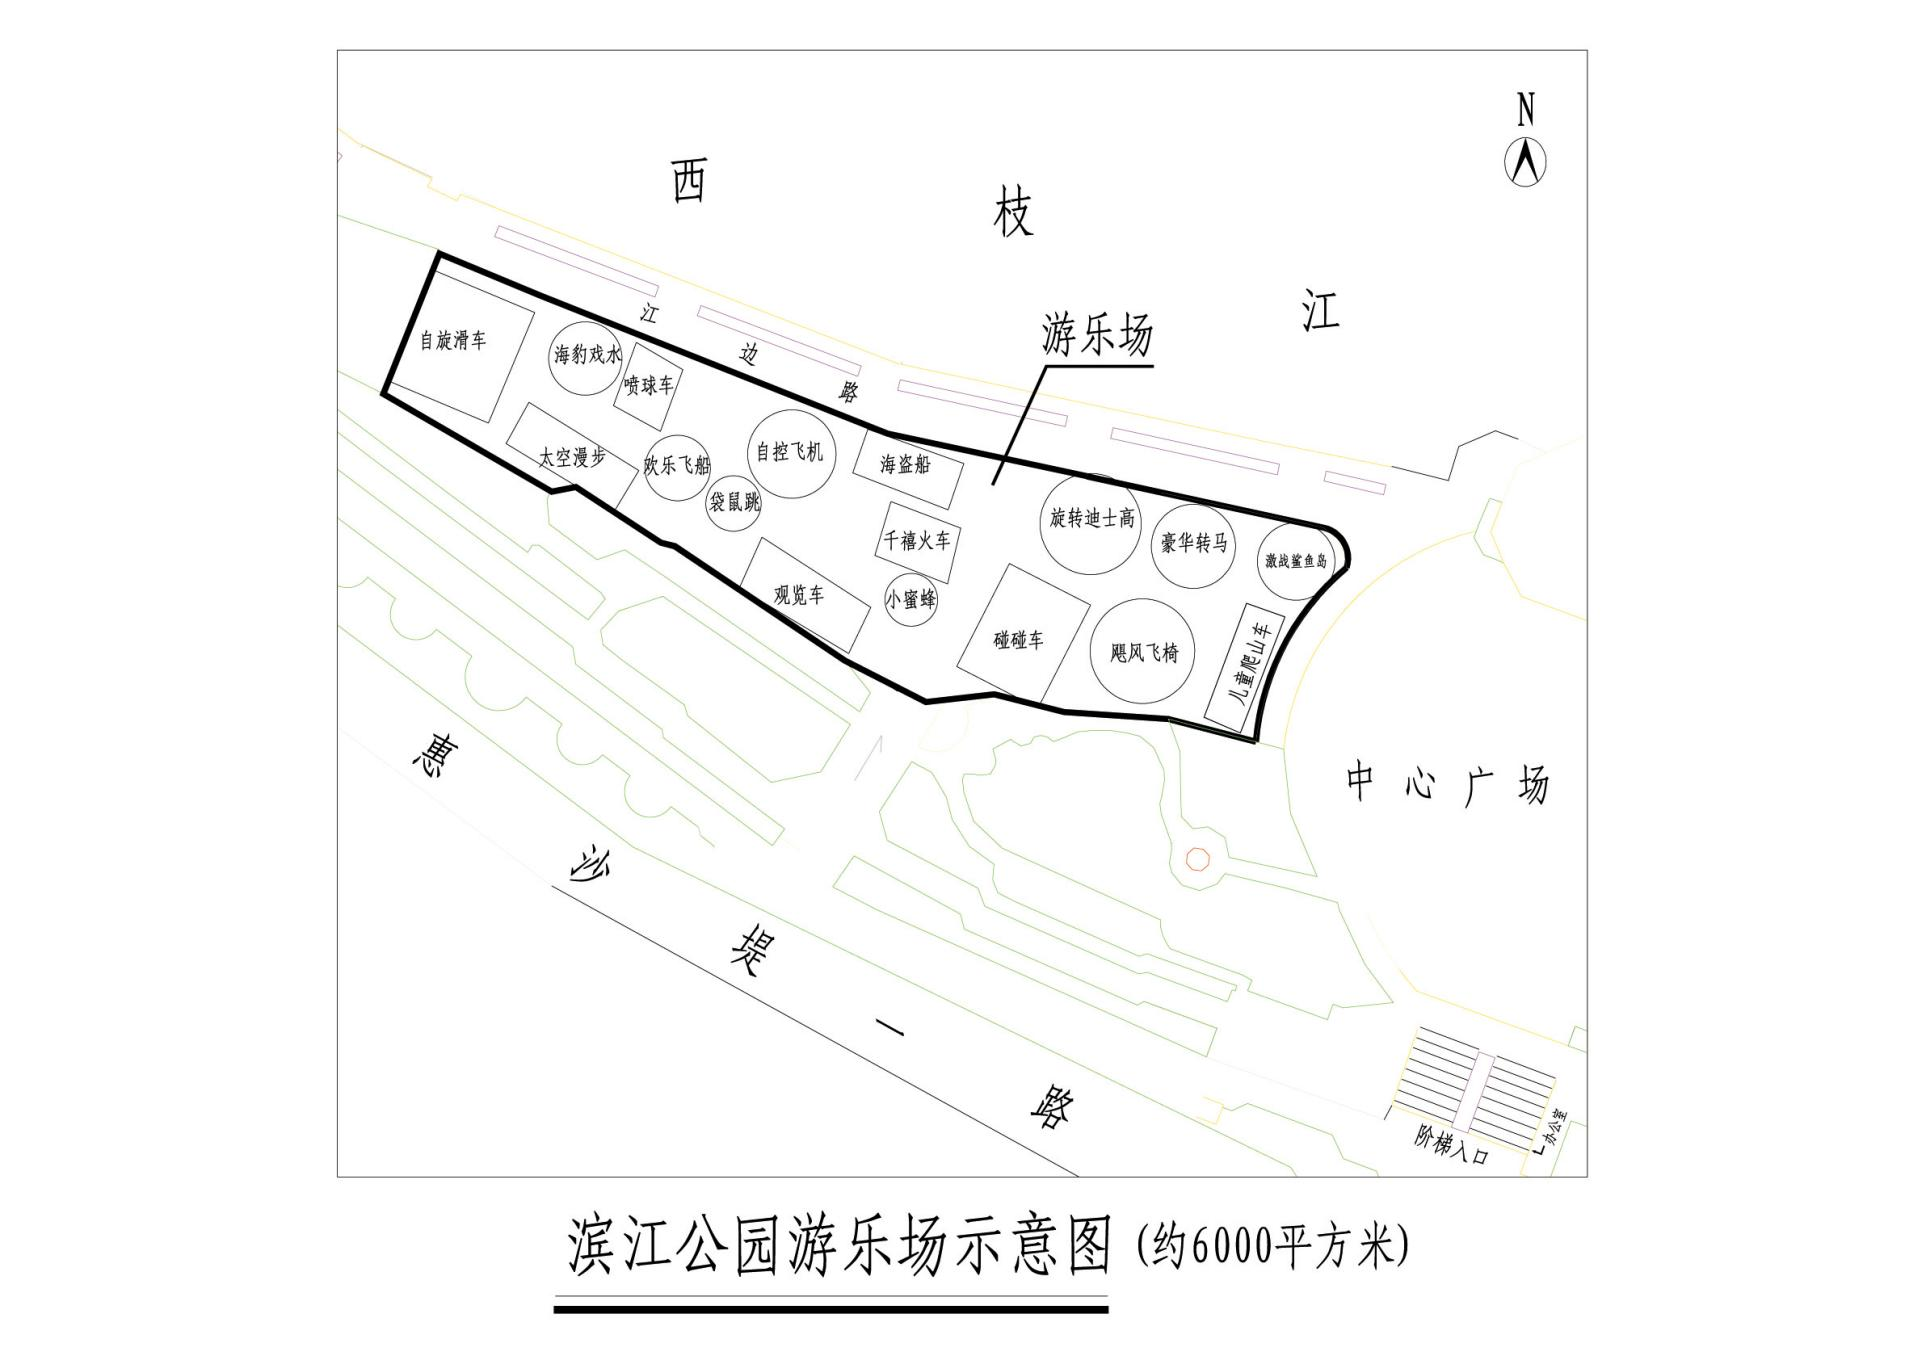 N
西枝江
游乐场
江边路
自旋滑车
海豹戏水
喷球车
太空漫步
欢乐飞船
袋鼠跳
自控飞机
海盗船
千禧火车
小蜜蜂
观览车
碰碰车
旋转迪士高
豪华转马
激战鲨鱼岛
飓风飞椅
儿童爬山车
中心广场
惠沙堤一路
阶梯入口
办公室
滨江公园游乐场示意图 (约6000平方米)